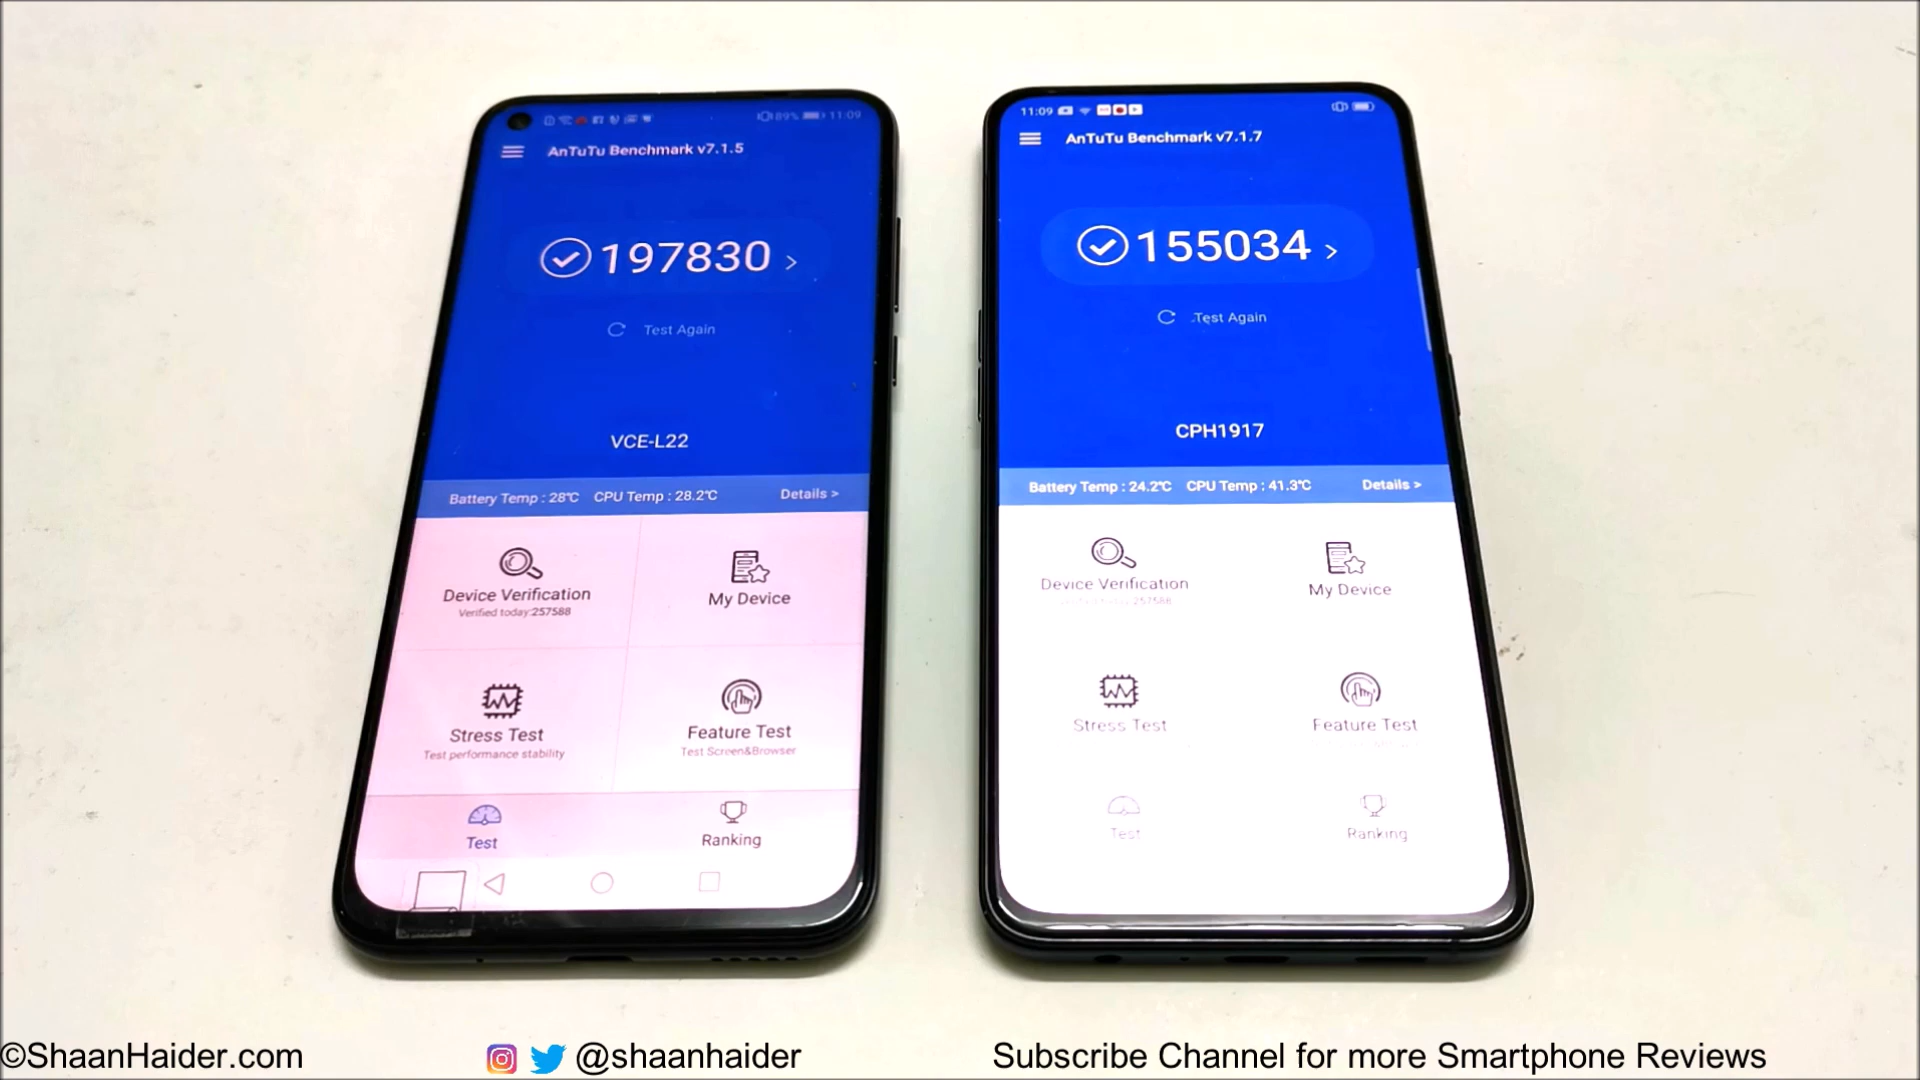 89% 11:09
AnTuTu Benchmark v7.1.5
197830 >
Test Again
VCE-L22
Battery Temp : 28℃ CPU Temp : 28.2℃ Details >
Device Verification
Verified today:257588
My Device
Stress Test
Test performance stability
Feature Test
Test Screen&Browser
Test
Ranking
11:09
AnTuTu Benchmark v7.1.7
155034 >
Test Again
CPH1917
Battery Temp : 24.2℃ CPU Temp : 41.3℃ Details >
Device Verification
257588
My Device
Stress Test
Feature Test
Test
Ranking
©ShaanHaider.com
@shaanhaider
Subscribe Channel for more Smartphone Reviews